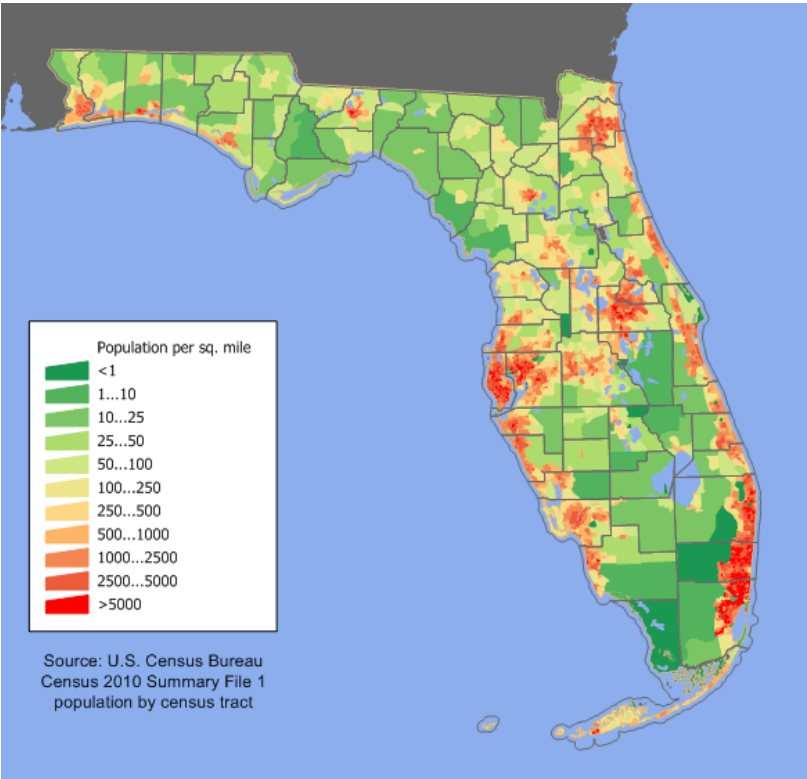 Population per sq. mile
<1
1...10
10...25
25...50
50...100
100...250
250...500
500...1000
1000...2500
2500...5000
>5000
Source: U.S. Census Bureau
Census 2010 Summary File 1
population by census tract